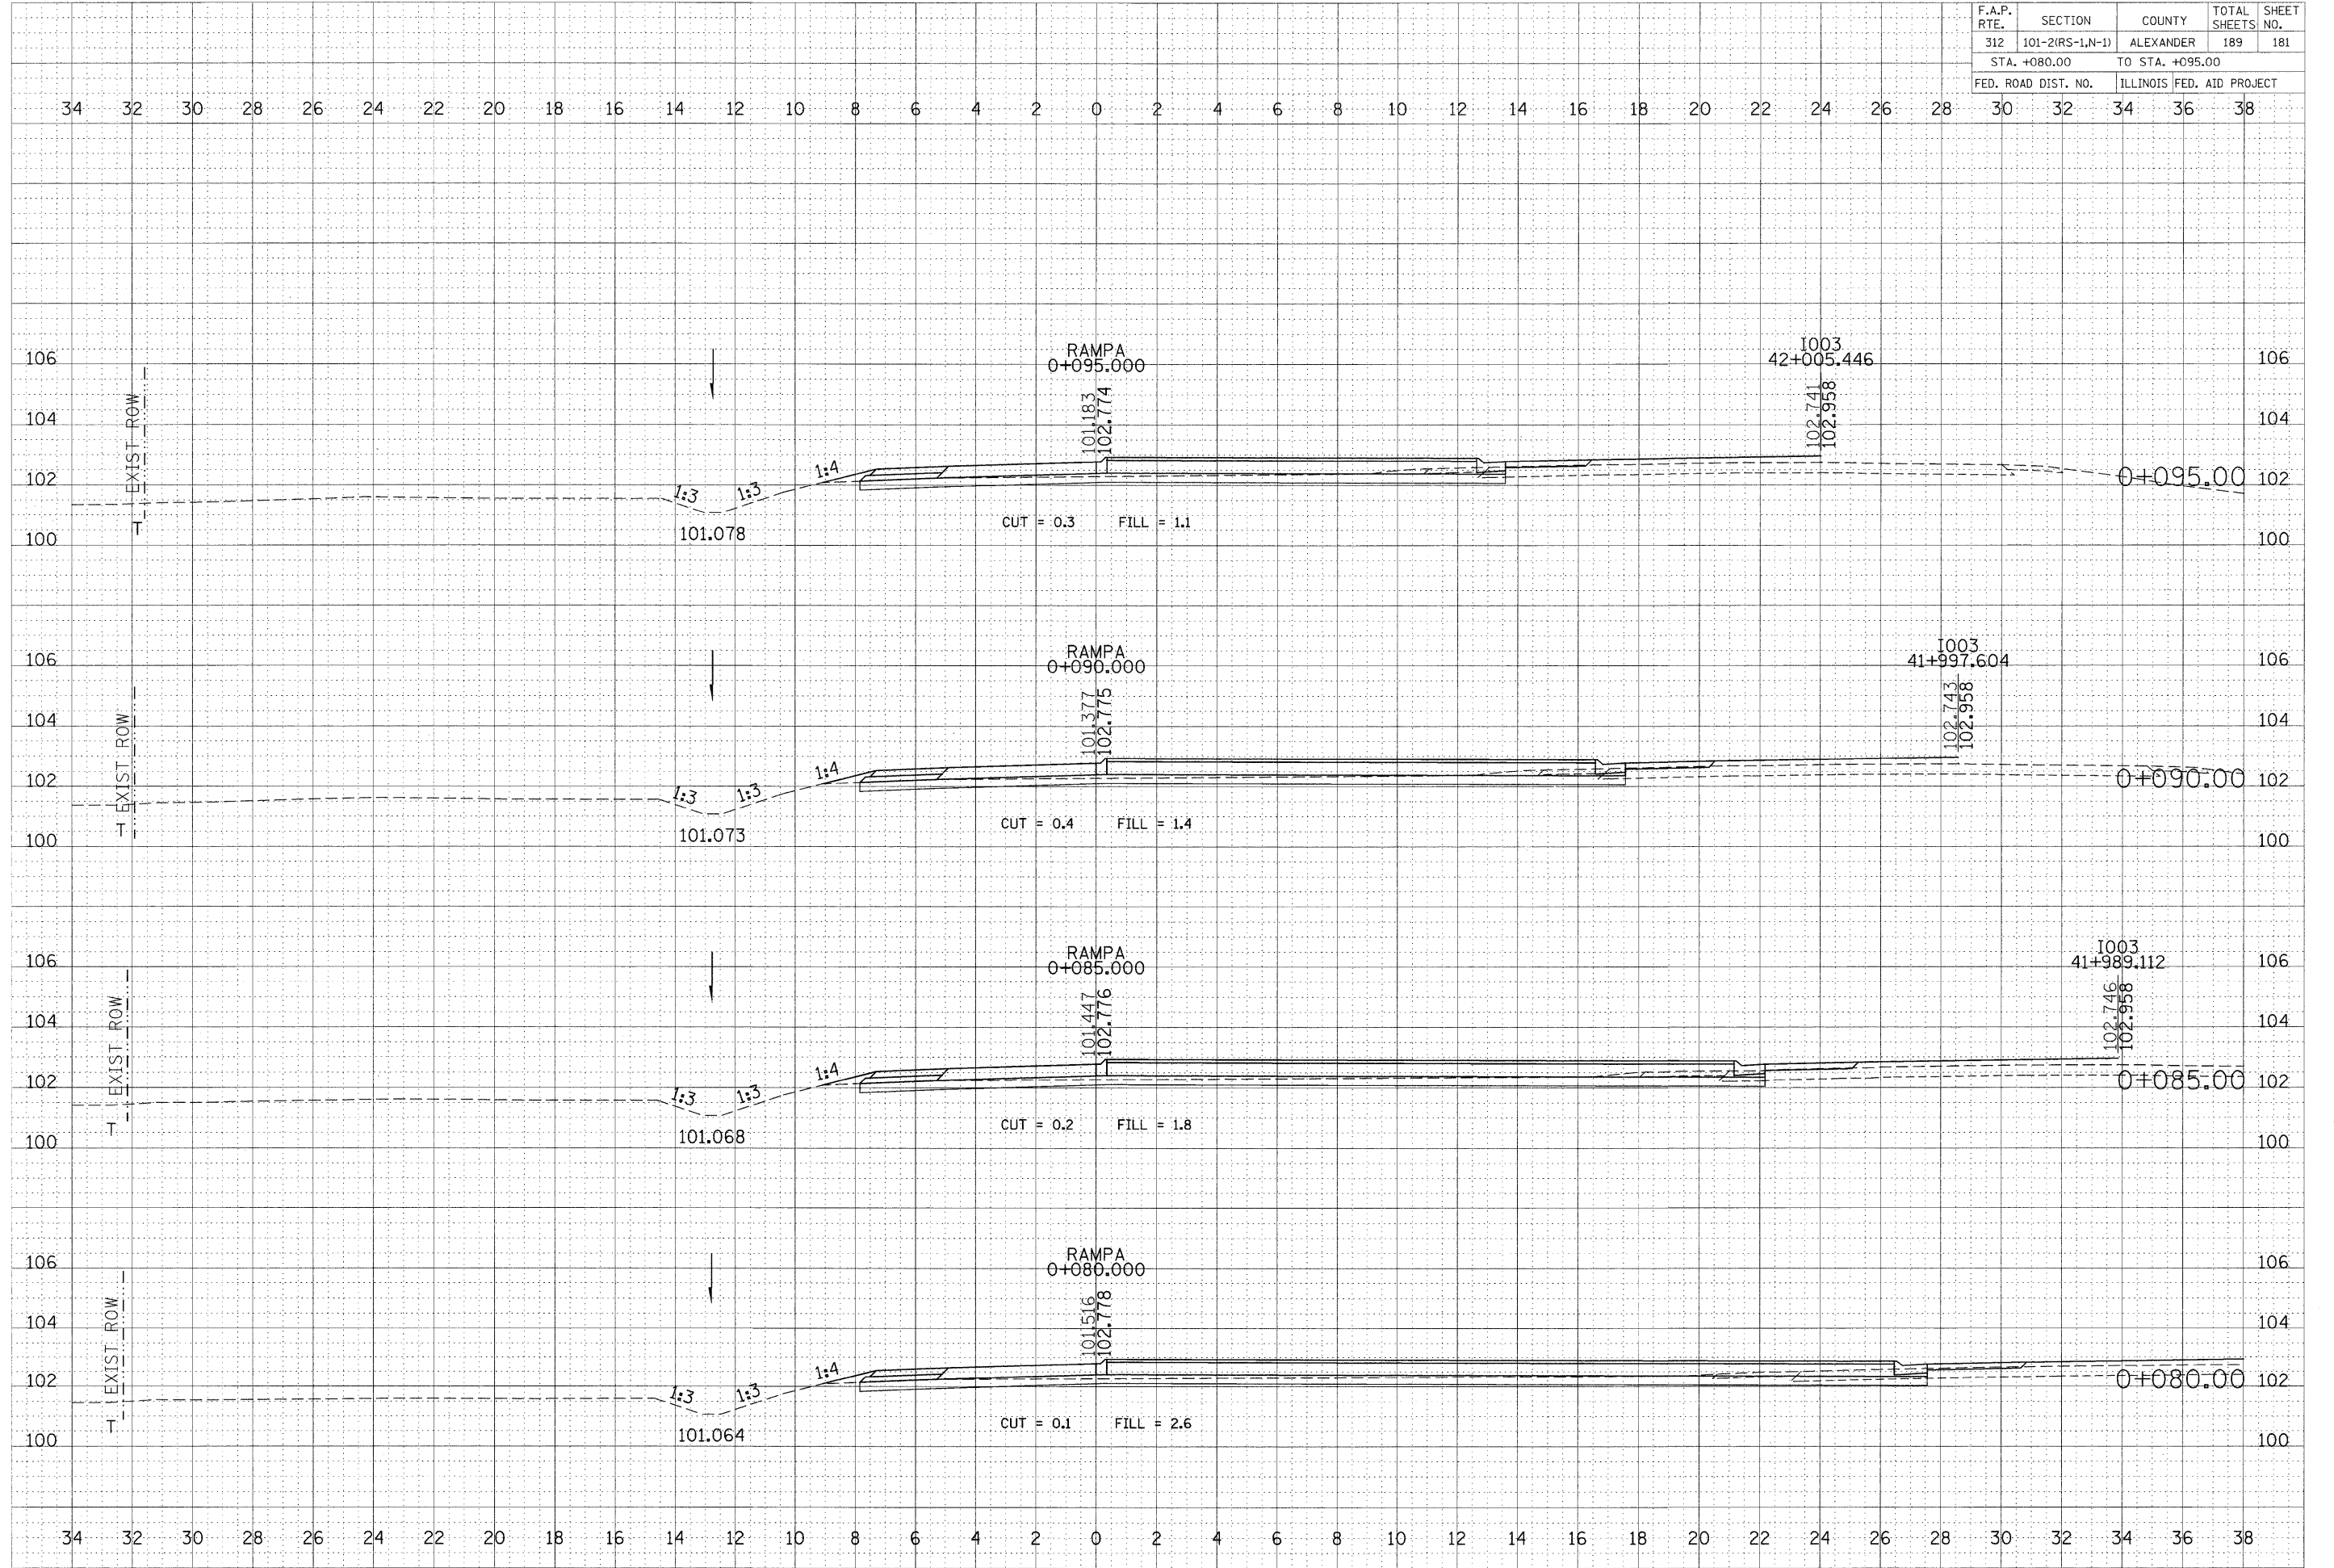 F.A.P. RTE. SECTION COUNTY TOTAL SHEETS SHEET NO.
312 101-2(RS-1,N-1) ALEXANDER 189 181
STA. +080.00 TO STA. +095.00
FED. ROAD DIST. NO. ILLINOIS FED. AID PROJECT
34 32 30 28 26 24 22 20 18 16 14 12 10 8 6 4 2 0 2 4 6 8 10 12 14 16 18 20 22 24 26 28 30 32 34 36 38
RAMPA
0+095.000
I003
42+005.446
106 106
101.183
102.774
102.741
102.958
104 104
EXIST ROW
T
1:3 1:3 1:4
102 0+095.00 102
101.078
CUT = 0.3 FILL = 1.1
100 100
RAMPA
0+090.000
I003
41+997.604
106 106
101.377
102.775
102.743
102.958
104 104
EXIST ROW
T
1:3 1:3 1:4
102 0+090.00 102
101.073
CUT = 0.4 FILL = 1.4
100 100
RAMPA
0+085.000
I003
41+989.112
106 106
101.447
102.776
102.746
102.958
104 104
EXIST ROW
T
1:3 1:3 1:4
102 0+085.00 102
101.068
CUT = 0.2 FILL = 1.8
100 100
RAMPA
0+080.000
106 106
101.516
102.778
104 104
EXIST ROW
T
1:3 1:3 1:4
102 0+080.00 102
101.064
CUT = 0.1 FILL = 2.6
100 100
34 32 30 28 26 24 22 20 18 16 14 12 10 8 6 4 2 0 2 4 6 8 10 12 14 16 18 20 22 24 26 28 30 32 34 36 38